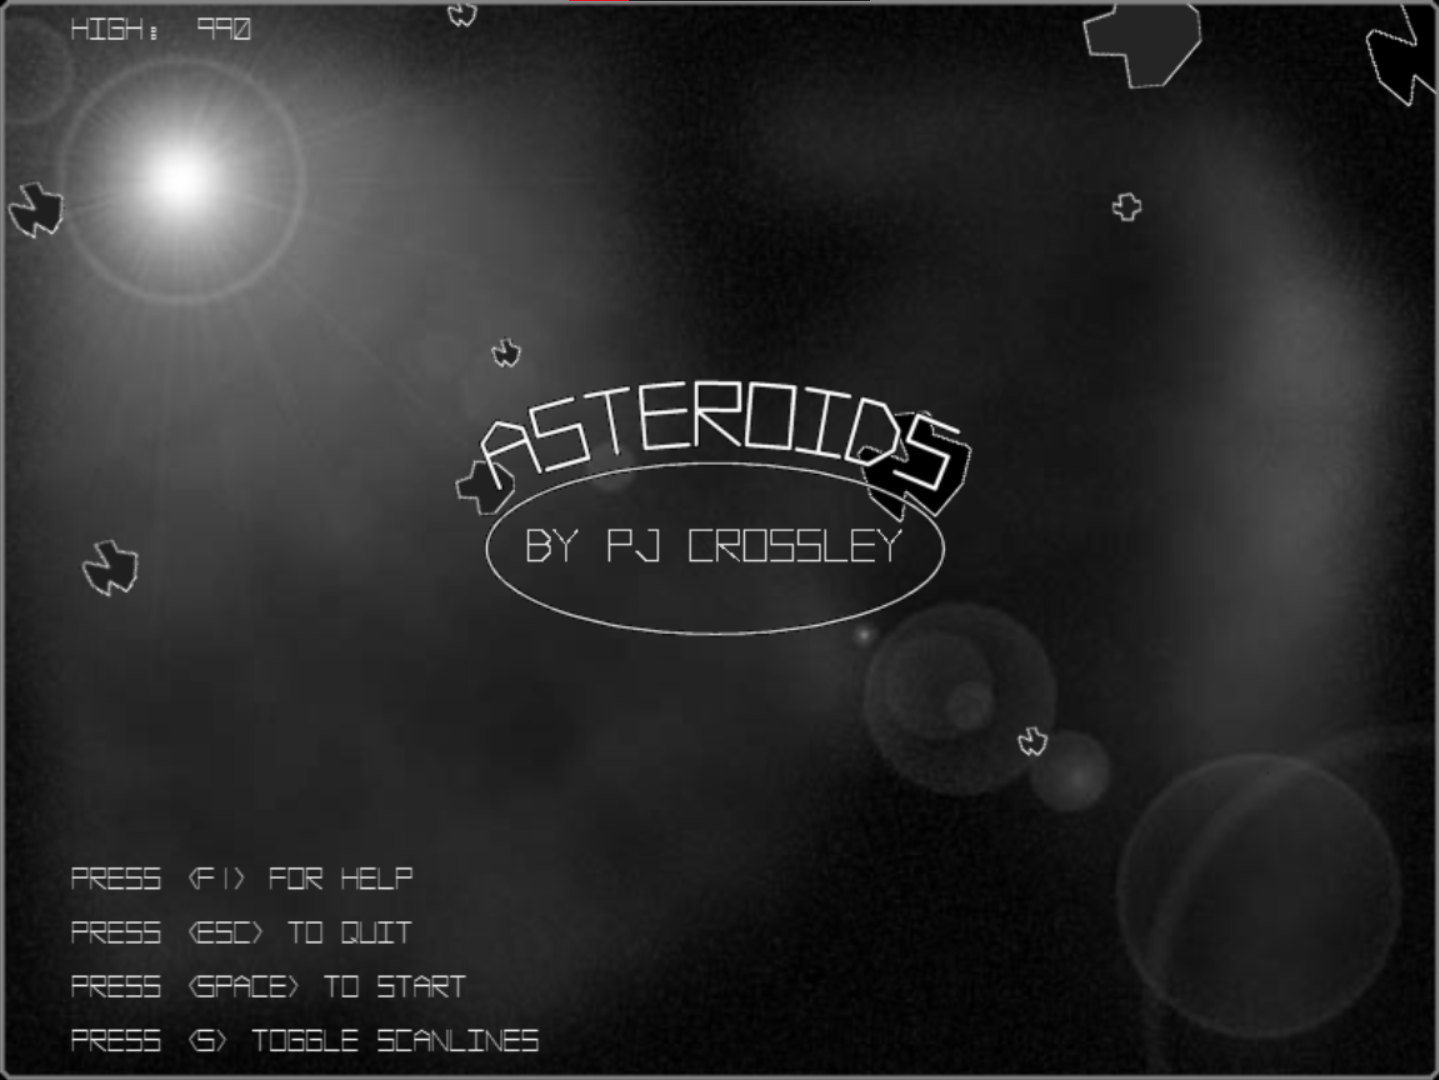 HIGH: 990
ASTEROIDS
BY PJ CROSSLEY
PRESS <F1> FOR HELP
PRESS <ESC> TO QUIT
PRESS <SPACE> TO START
PRESS <S> TOGGLE SCANLINES